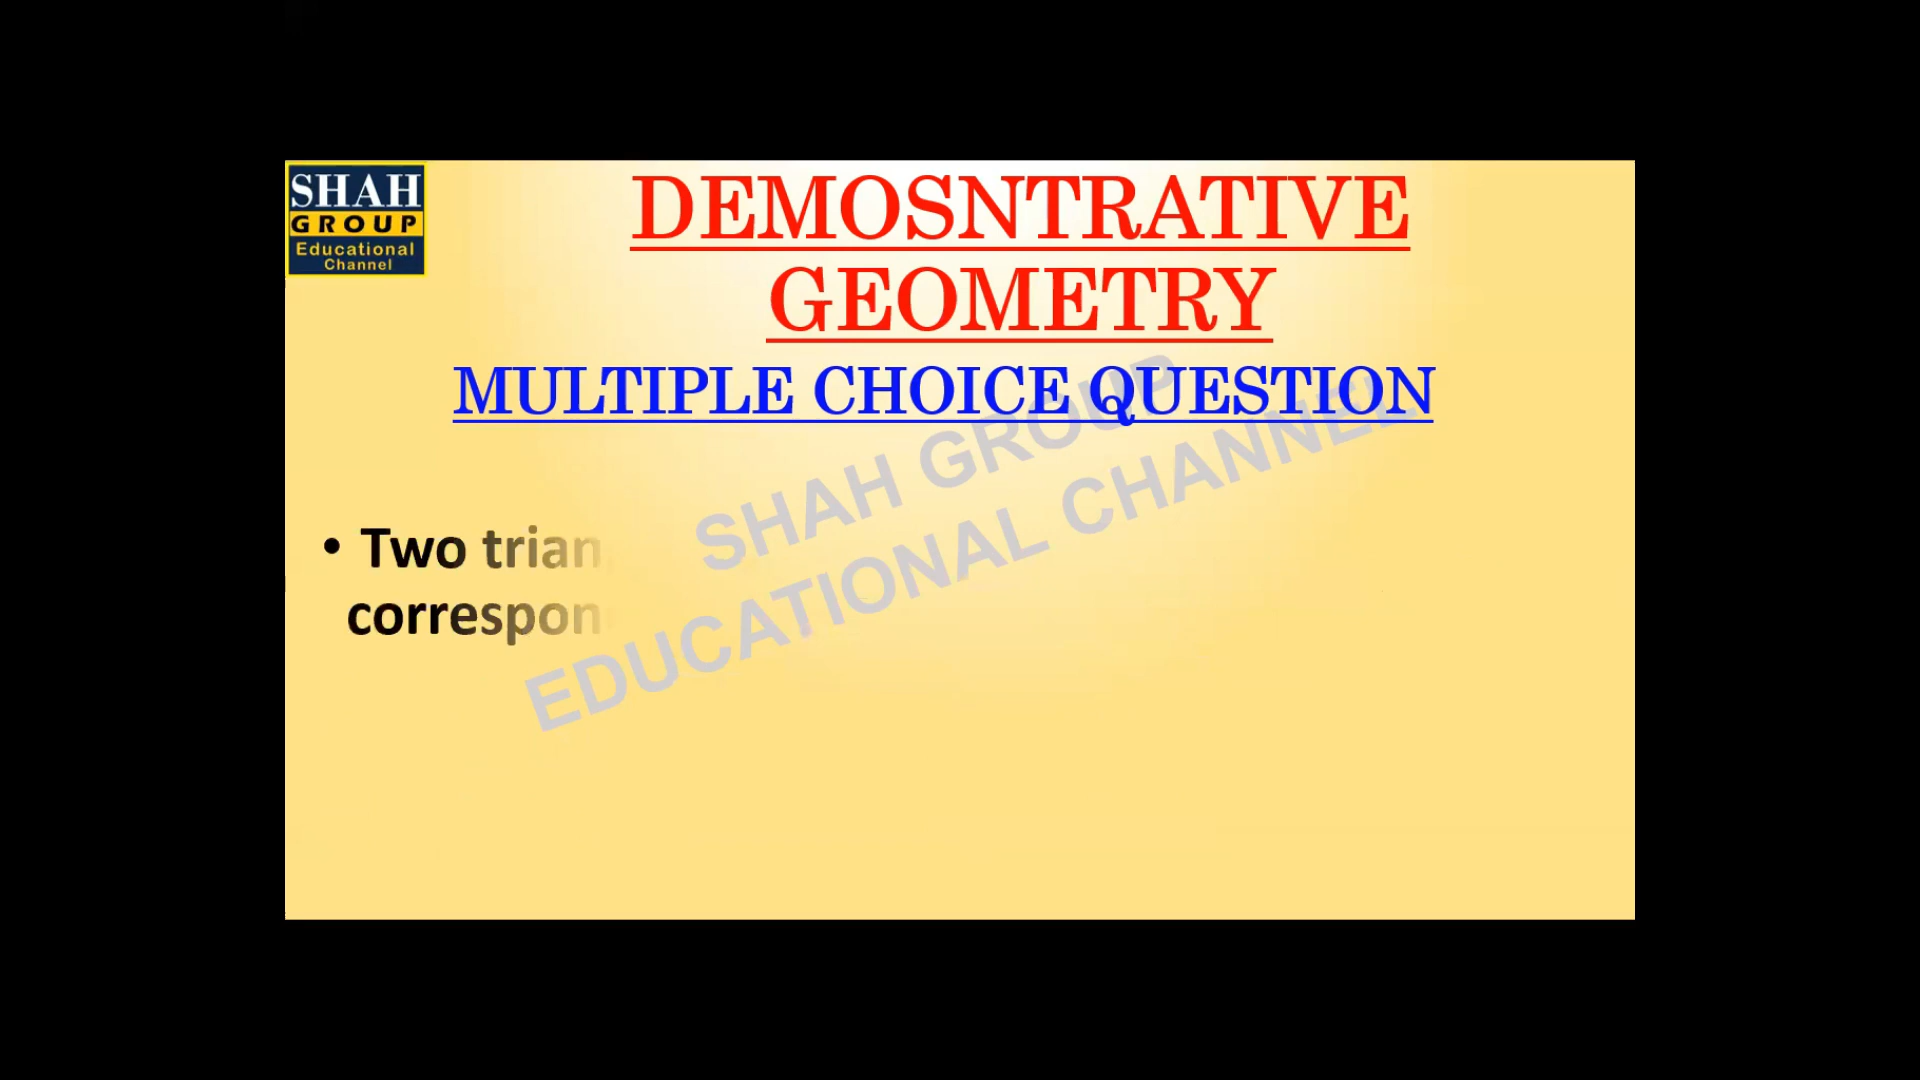 SHAH
GROUP
Educational
Channel
DEMOSNTRATIVE
GEOMETRY
MULTIPLE CHOICE QUESTION
SHAH GROUP
EDUCATIONAL CHANNEL
• Two trian
correspon